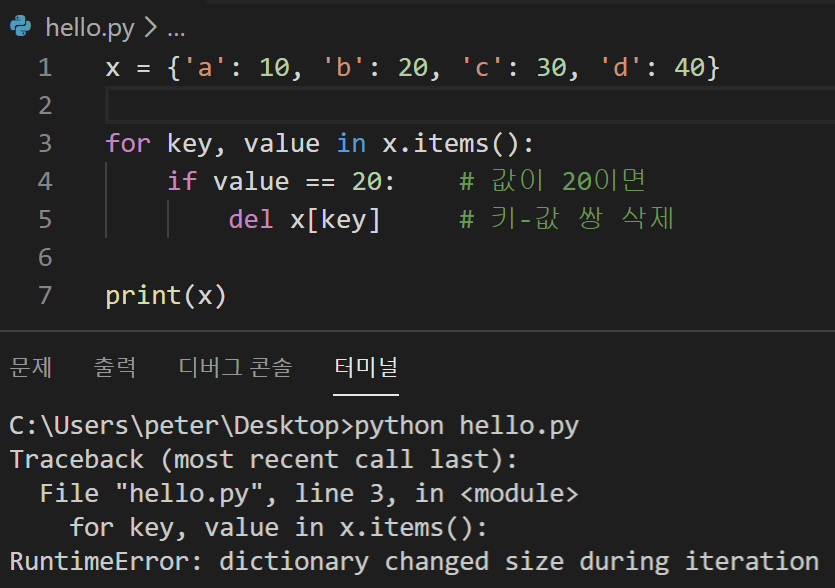 hello.py > ...
1 x = {'a': 10, 'b': 20, 'c': 30, 'd': 40}
2
3 for key, value in x.items():
4     if value == 20:    # 값이 20이면
5         del x[key]     # 키-값 쌍 삭제
6
7 print(x)
문제 출력 디버그 콘솔 터미널
C:\Users\peter\Desktop>python hello.py
Traceback (most recent call last):
  File "hello.py", line 3, in <module>
    for key, value in x.items():
RuntimeError: dictionary changed size during iteration